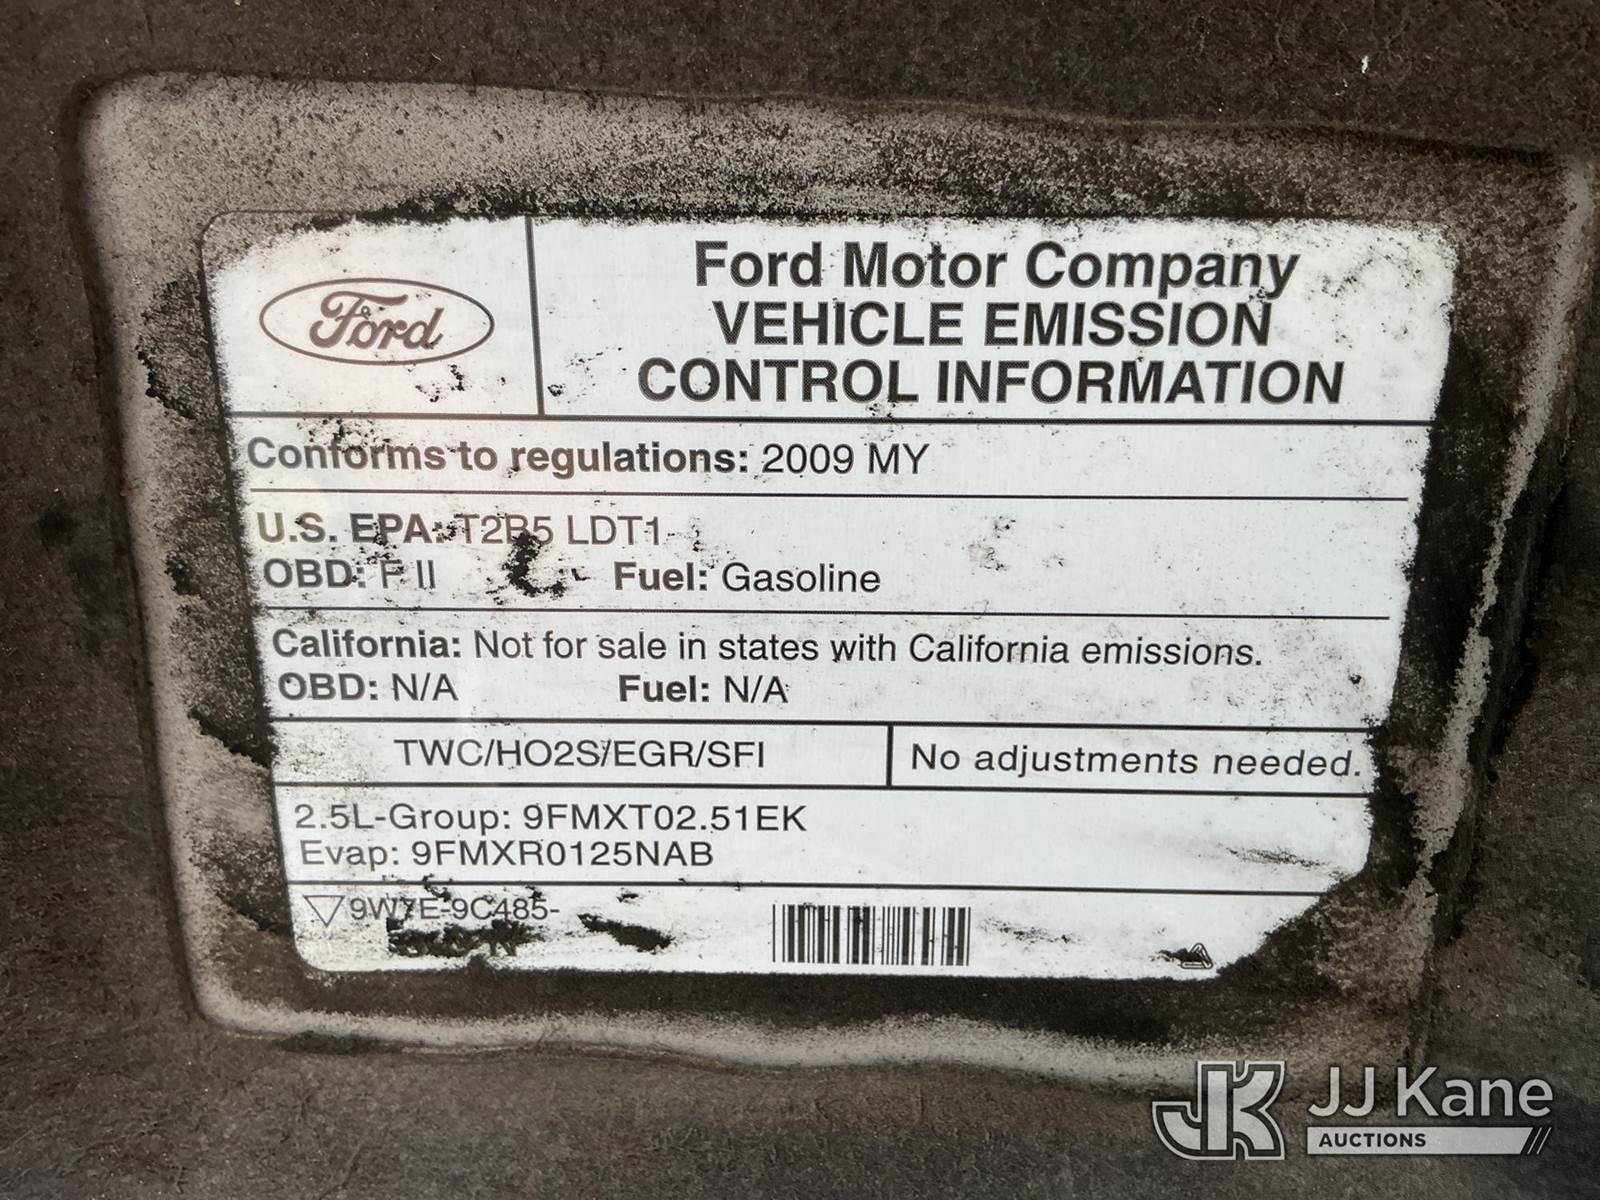 Ford
Ford Motor Company
VEHICLE EMISSION
CONTROL INFORMATION
Conforms to regulations: 2009 MY
U.S. EPA: T2B5 LDT1
OBD: F II Fuel: Gasoline
California: Not for sale in states with California emissions.
OBD: N/A Fuel: N/A
TWC/HO2S/EGR/SFI
No adjustments needed.
2.5L-Group: 9FMXT02.51EK
Evap: 9FMXR0125NAB
9W7E-9C485-
JK
JJ Kane
AUCTIONS